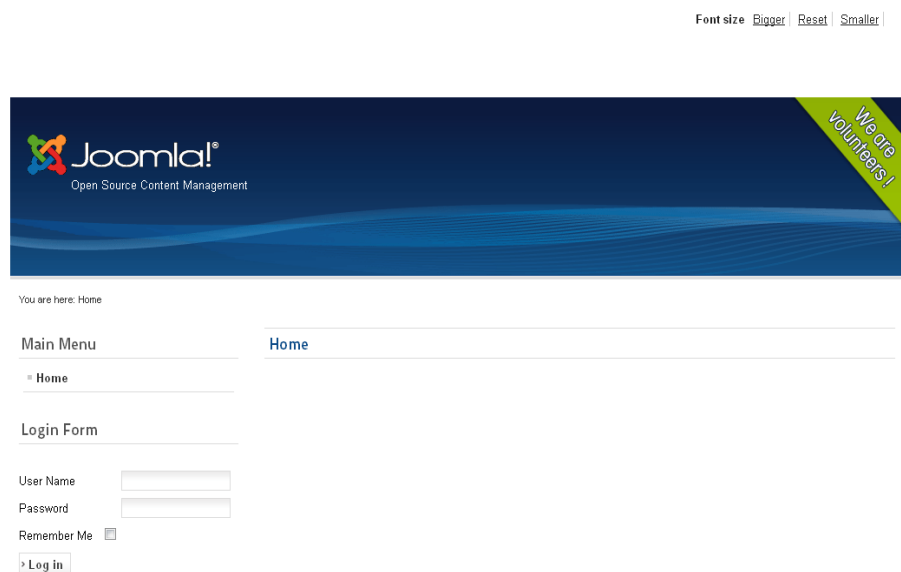 Font size Bigger Reset Smaller
We are
volunteers!
Joomla!®
Open Source Content Management
You are here: Home
Main Menu
Home
Home
Login Form
User Name
Password
Remember Me
Log in